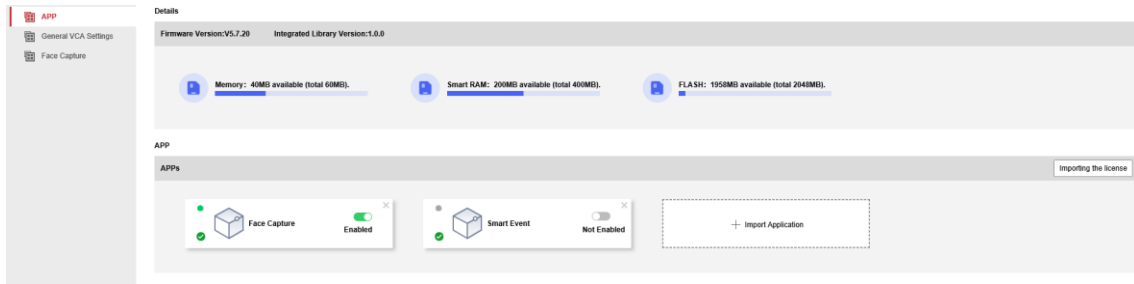 APP
General VCA Settings
Face Capture
Details
Firmware Version:V5.7.20 Integrated Library Version:1.0.0
Memory: 40MB available (total 60MB).
Smart RAM: 200MB available (total 400MB).
FLASH: 1958MB available (total 2048MB).
APP
APPs
Importing the license
Face Capture
Enabled
Smart Event
Not Enabled
Import Application